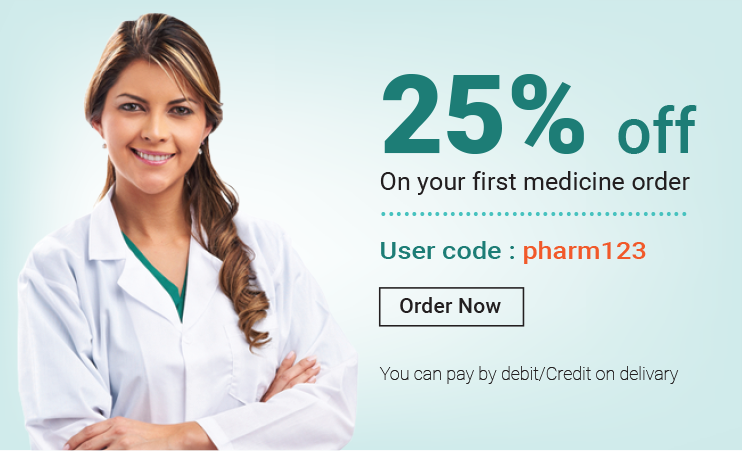 25% off
On your first medicine order
User code : pharm123
Order Now
You can pay by debit/Credit on delivary